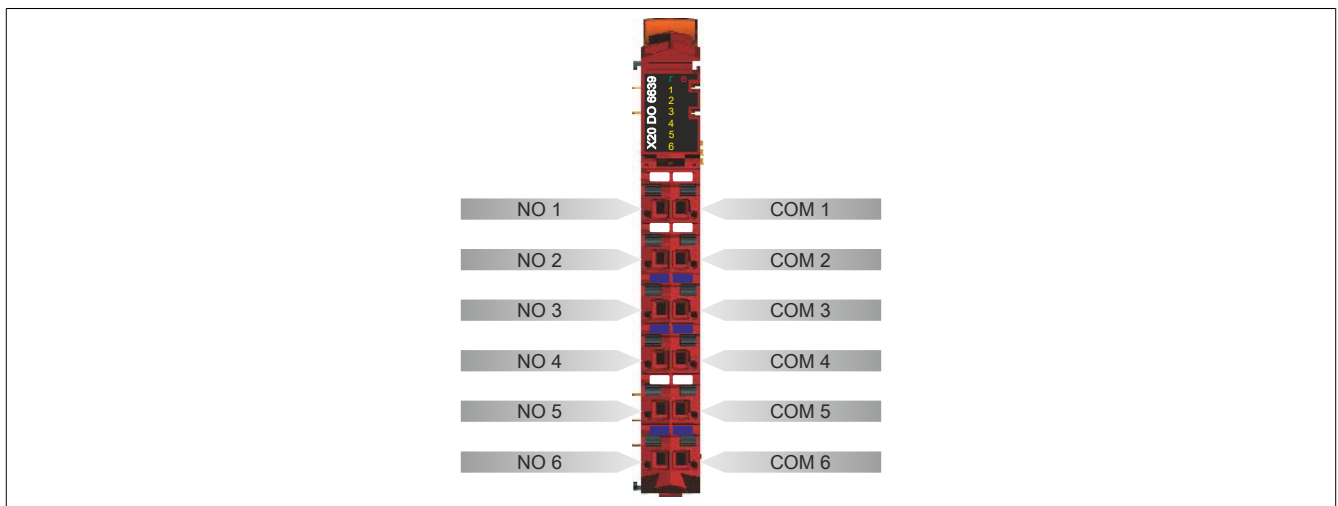 X20 DO 6639
r e
1
2
3
4
5
6
NO 1 COM 1
NO 2 COM 2
NO 3 COM 3
NO 4 COM 4
NO 5 COM 5
NO 6 COM 6